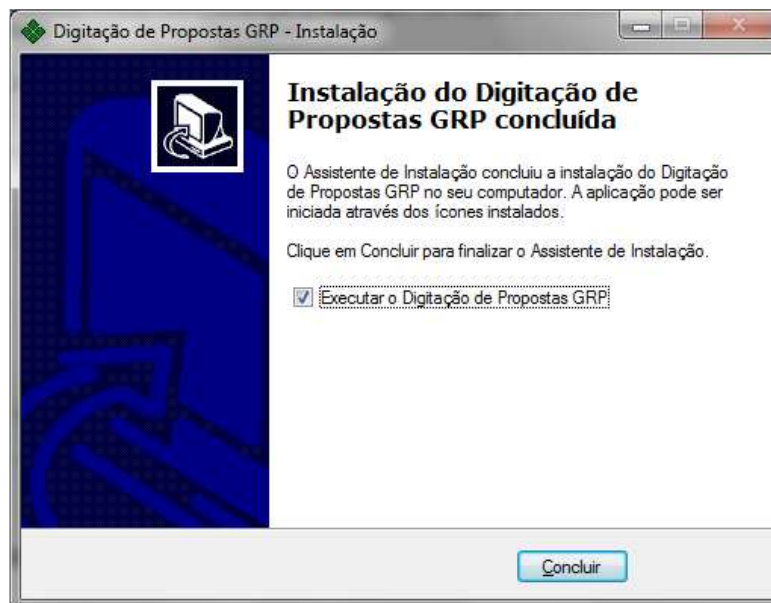 Digitação de Propostas GRP - Instalação
Instalação do Digitação de
Propostas GRP concluída
O Assistente de Instalação concluiu a instalação do Digitação
de Propostas GRP no seu computador. A aplicação pode ser
iniciada através dos ícones instalados.
Clique em Concluir para finalizar o Assistente de Instalação.
Executar o Digitação de Propostas GRP
Concluir